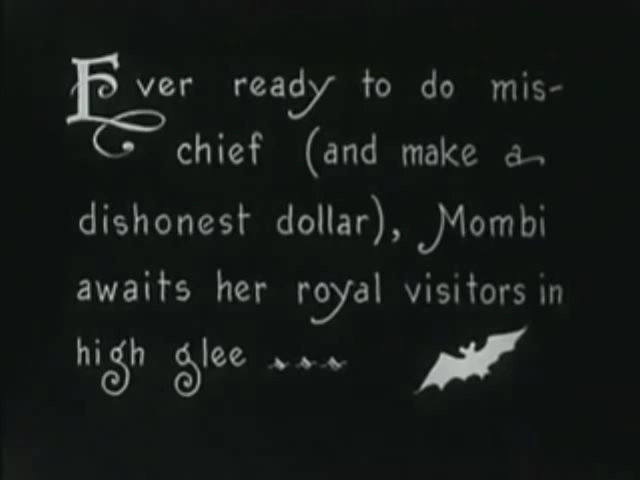 Ever ready to do mis-
chief (and make a
dishonest dollar), Mombi
awaits her royal visitors in
high glee ...